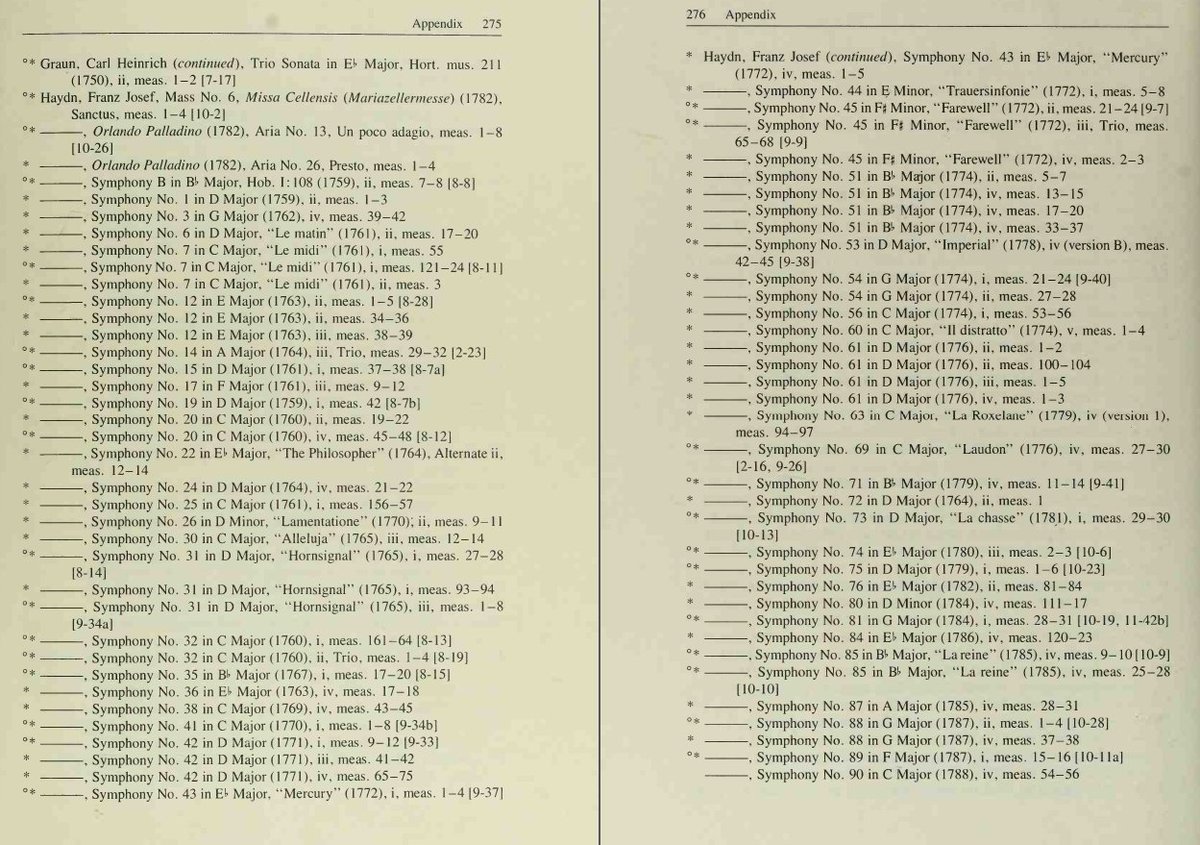 Appendix 275
°* Graun, Carl Heinrich (continued), Trio Sonata in E♭ Major, Hort. mus. 211
(1750), ii, meas. 1–2 [7-17]
°* Haydn, Franz Josef, Mass No. 6, Missa Cellensis (Mariazellermesse) (1782),
Sanctus, meas. 1–4 [10-2]
°* ———, Orlando Palladino (1782), Aria No. 13, Un poco adagio, meas. 1–8
[10-26]
* ———, Orlando Palladino (1782), Aria No. 26, Presto, meas. 1–4
°* ———, Symphony B in B♭ Major, Hob. I:108 (1759), ii, meas. 7–8 [8-8]
* ———, Symphony No. 1 in D Major (1759), ii, meas. 1–3
* ———, Symphony No. 3 in G Major (1762), iv, meas. 39–42
* ———, Symphony No. 6 in D Major, “Le matin” (1761), ii, meas. 17–20
* ———, Symphony No. 7 in C Major, “Le midi” (1761), i, meas. 55
°* ———, Symphony No. 7 in C Major, “Le midi” (1761), i, meas. 121–24 [8-11]
* ———, Symphony No. 7 in C Major, “Le midi” (1761), ii, meas. 3
°* ———, Symphony No. 12 in E Major (1763), ii, meas. 1–5 [8-28]
* ———, Symphony No. 12 in E Major (1763), ii, meas. 34–36
* ———, Symphony No. 12 in E Major (1763), iii, meas. 38–39
°* ———, Symphony No. 14 in A Major (1764), iii, Trio, meas. 29–32 [2-23]
°* ———, Symphony No. 15 in D Major (1761), i, meas. 37–38 [8-7a]
* ———, Symphony No. 17 in F Major (1761), iii, meas. 9–12
°* ———, Symphony No. 19 in D Major (1759), i, meas. 42 [8-7b]
* ———, Symphony No. 20 in C Major (1760), ii, meas. 19–22
°* ———, Symphony No. 20 in C Major (1760), iv, meas. 45–48 [8-12]
* ———, Symphony No. 22 in E♭ Major, “The Philosopher” (1764), Alternate ii,
meas. 12–14
* ———, Symphony No. 24 in D Major (1764), iv, meas. 21–22
* ———, Symphony No. 25 in C Major (1761), i, meas. 156–57
* ———, Symphony No. 26 in D Minor, “Lamentatione” (1770), ii, meas. 9–11
* ———, Symphony No. 30 in C Major, “Alleluja” (1765), iii, meas. 12–14
°* ———, Symphony No. 31 in D Major, “Hornsignal” (1765), i, meas. 27–28
[8-14]
* ———, Symphony No. 31 in D Major, “Hornsignal” (1765), i, meas. 93–94
°* ———, Symphony No. 31 in D Major, “Hornsignal” (1765), iii, meas. 1–8
[9-34a]
°* ———, Symphony No. 32 in C Major (1760), i, meas. 161–64 [8-13]
°* ———, Symphony No. 32 in C Major (1760), ii, Trio, meas. 1–4 [8-19]
°* ———, Symphony No. 35 in B♭ Major (1767), i, meas. 17–20 [8-15]
* ———, Symphony No. 36 in E♭ Major (1763), iv, meas. 17–18
* ———, Symphony No. 38 in C Major (1769), iv, meas. 43–45
°* ———, Symphony No. 41 in C Major (1770), i, meas. 1–8 [9-34b]
°* ———, Symphony No. 42 in D Major (1771), i, meas. 9–12 [9-33]
* ———, Symphony No. 42 in D Major (1771), iii, meas. 41–42
* ———, Symphony No. 42 in D Major (1771), iv, meas. 65–75
°* ———, Symphony No. 43 in E♭ Major, “Mercury” (1772), i, meas. 1–4 [9-37]
276 Appendix
* Haydn, Franz Josef (continued), Symphony No. 43 in E♭ Major, “Mercury”
(1772), iv, meas. 1–5
* ———, Symphony No. 44 in E Minor, “Trauersinfonie” (1772), i, meas. 5–8
°* ———, Symphony No. 45 in F♯ Minor, “Farewell” (1772), ii, meas. 21–24 [9-7]
°* ———, Symphony No. 45 in F♯ Minor, “Farewell” (1772), iii, Trio, meas.
65–68 [9-9]
* ———, Symphony No. 45 in F♯ Minor, “Farewell” (1772), iv, meas. 2–3
* ———, Symphony No. 51 in B♭ Major (1774), ii, meas. 5–7
* ———, Symphony No. 51 in B♭ Major (1774), iv, meas. 13–15
* ———, Symphony No. 51 in B♭ Major (1774), iv, meas. 17–20
* ———, Symphony No. 51 in B♭ Major (1774), iv, meas. 33–37
°* ———, Symphony No. 53 in D Major, “Imperial” (1778), iv (version B), meas.
42–45 [9-38]
°* ———, Symphony No. 54 in G Major (1774), i, meas. 21–24 [9-40]
* ———, Symphony No. 54 in G Major (1774), ii, meas. 27–28
* ———, Symphony No. 56 in C Major (1774), i, meas. 53–56
* ———, Symphony No. 60 in C Major, “Il distratto” (1774), v, meas. 1–4
* ———, Symphony No. 61 in D Major (1776), ii, meas. 1–2
* ———, Symphony No. 61 in D Major (1776), ii, meas. 100–104
* ———, Symphony No. 61 in D Major (1776), iii, meas. 1–5
* ———, Symphony No. 61 in D Major (1776), iv, meas. 1–3
* ———, Symphony No. 63 in C Major, “La Roxelane” (1779), iv (version 1),
meas. 94–97
°* ———, Symphony No. 69 in C Major, “Laudon” (1776), iv, meas. 27–30
[2-16, 9-26]
°* ———, Symphony No. 71 in B♭ Major (1779), iv, meas. 11–14 [9-41]
* ———, Symphony No. 72 in D Major (1764), ii, meas. 1
°* ———, Symphony No. 73 in D Major, “La chasse” (1781), i, meas. 29–30
[10-13]
°* ———, Symphony No. 74 in E♭ Major (1780), iii, meas. 2–3 [10-6]
°* ———, Symphony No. 75 in D Major (1779), i, meas. 1–6 [10-23]
* ———, Symphony No. 76 in E♭ Major (1782), ii, meas. 81–84
* ———, Symphony No. 80 in D Minor (1784), iv, meas. 111–17
°* ———, Symphony No. 81 in G Major (1784), i, meas. 28–31 [10-19, 11-42b]
* ———, Symphony No. 84 in E♭ Major (1786), iv, meas. 120–23
°* ———, Symphony No. 85 in B♭ Major, “La reine” (1785), iv, meas. 9–10 [10-9]
°* ———, Symphony No. 85 in B♭ Major, “La reine” (1785), iv, meas. 25–28
[10-10]
* ———, Symphony No. 87 in A Major (1785), iv, meas. 28–31
°* ———, Symphony No. 88 in G Major (1787), ii, meas. 1–4 [10-28]
* ———, Symphony No. 88 in G Major (1787), iv, meas. 37–38
°* ———, Symphony No. 89 in F Major (1787), i, meas. 15–16 [10-11a]
———, Symphony No. 90 in C Major (1788), iv, meas. 54–56